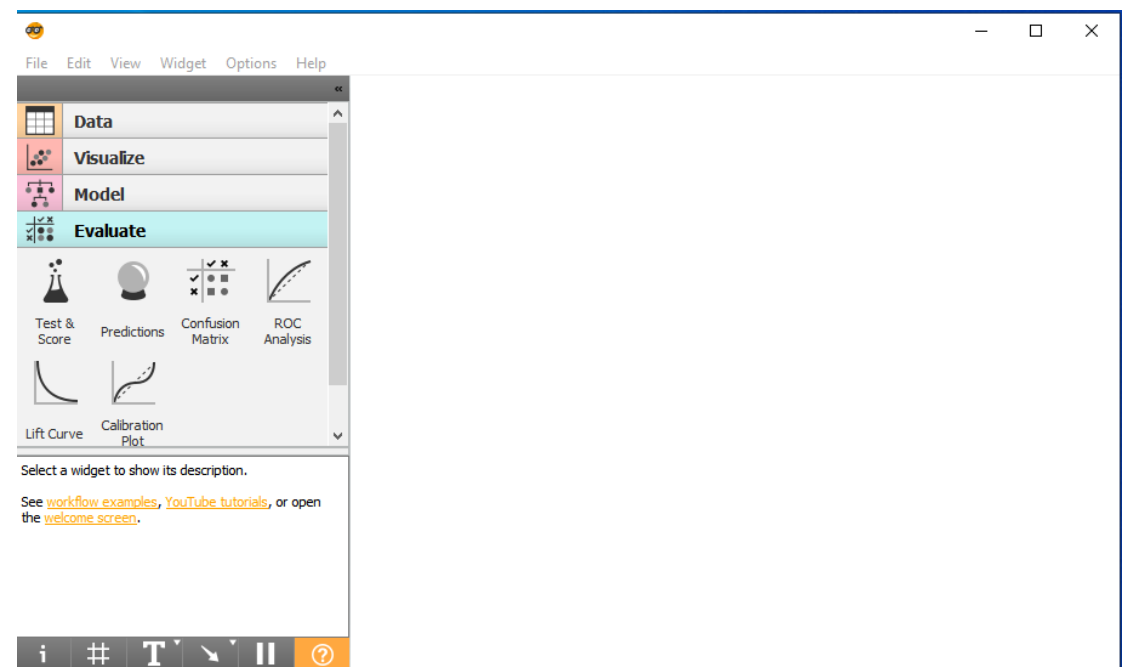 File Edit View Widget Options Help
«
Data
Visualize
Model
Evaluate
Test &
Score
Predictions
Confusion
Matrix
ROC
Analysis
Lift Curve
Calibration
Plot
Select a widget to show its description.
See workflow examples, YouTube tutorials, or open
the welcome screen.
i # T ?